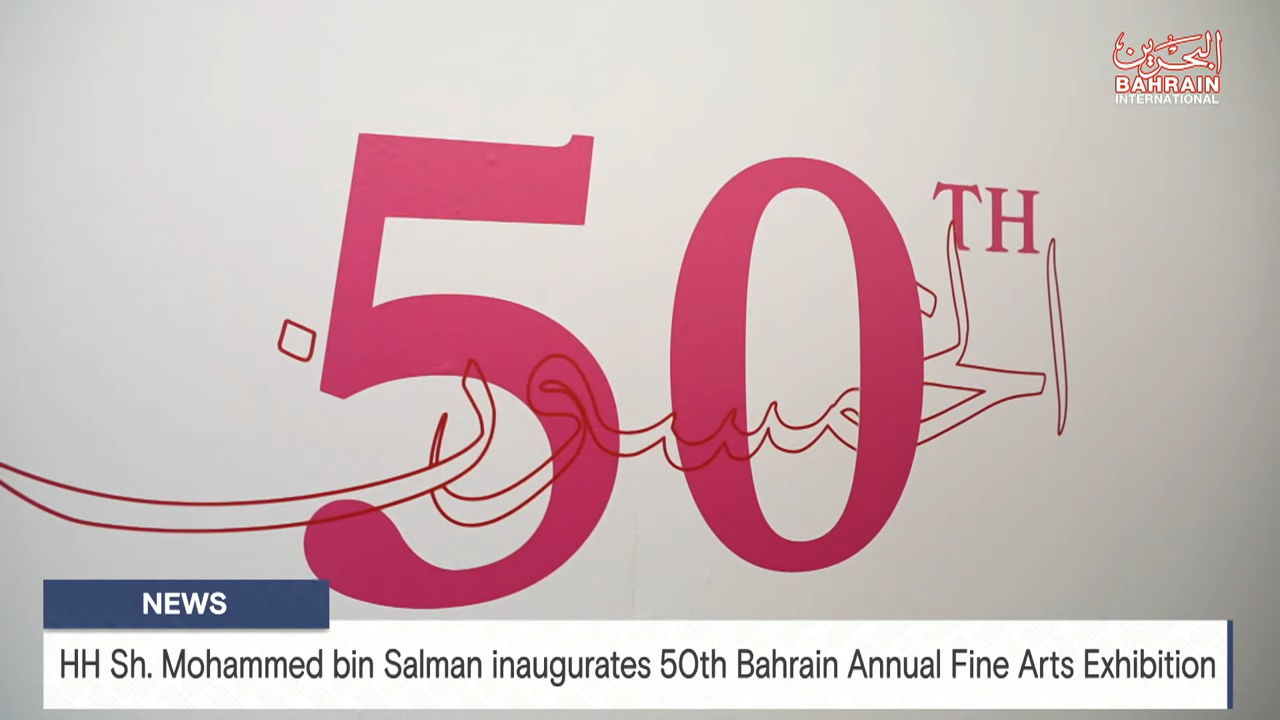 البحرين
BAHRAIN
INTERNATIONAL
50TH
الخمسون
NEWS
HH Sh. Mohammed bin Salman inaugurates 50th Bahrain Annual Fine Arts Exhibition